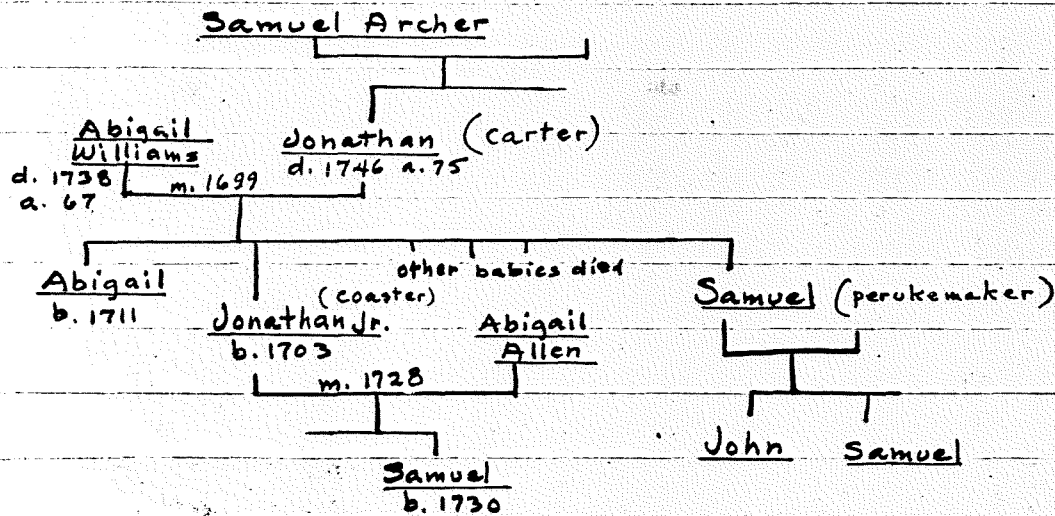 Samuel Archer
Abigail
Williams
d. 1738
a. 67
m. 1699
Jonathan (carter)
d. 1746 a. 75
Abigail
b. 1711
(coaster)
Jonathan Jr.
b. 1703
other babies died
Abigail
Allen
Samuel (perukemaker)
m. 1728
Samuel
b. 1730
John
Samuel